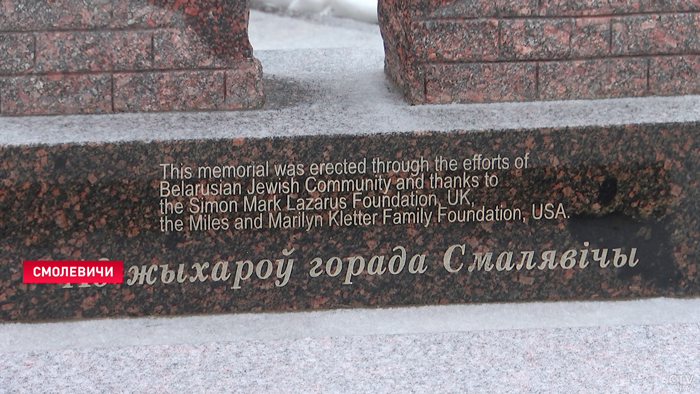 This memorial was erected through the efforts of
Belarusian Jewish Community and thanks to
the Simon Mark Lazarus Foundation, UK,
the Miles and Marilyn Kletter Family Foundation, USA.
СМОЛЕВИЧИ
жыхароў горада Смалявічы